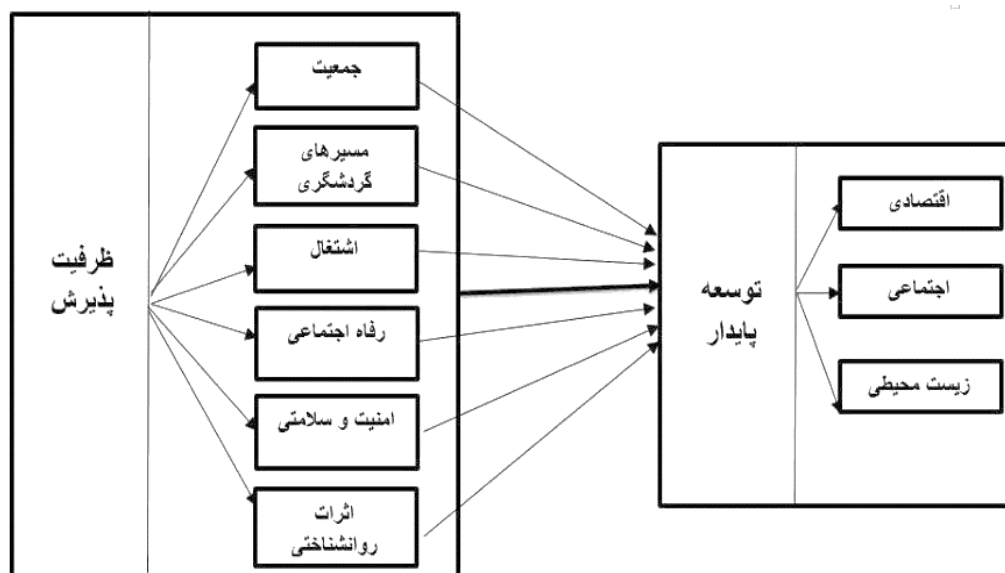 ظرفیت
پذیرش
جمعیت
مسیرهای
گردشگری
اشتغال
رفاه اجتماعی
امنیت و سلامتی
اثرات
روانشناختی
توسعه
پایدار
اقتصادی
اجتماعی
زیست محیطی